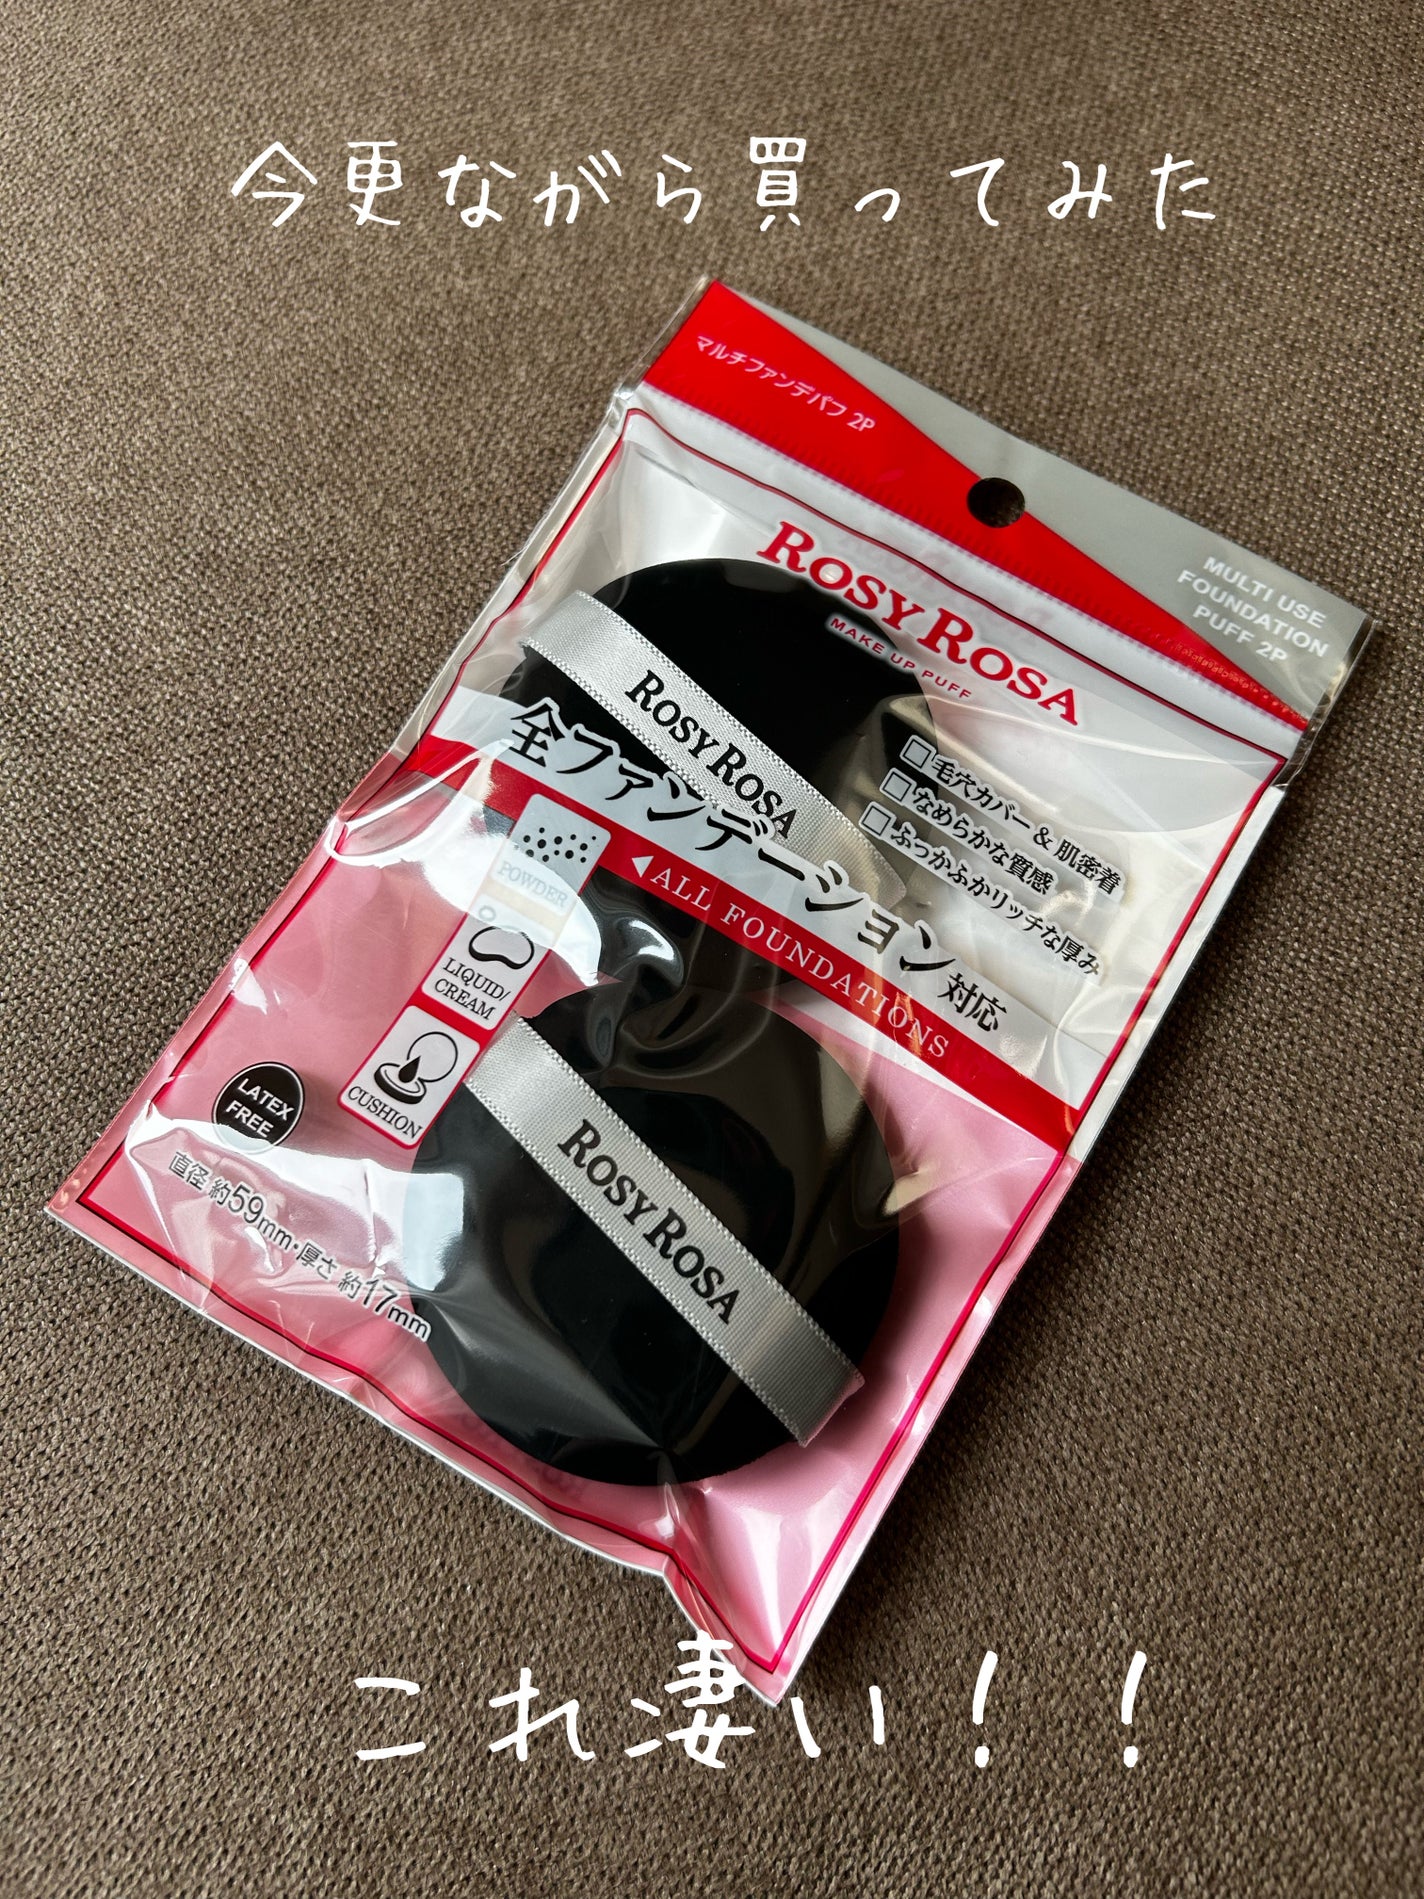 今更ながら買ってみた
マルチファンデパフ 2P
MULTI USE
FOUNDATION
PUFF 2P
ROSY ROSA
MAKE UP PUFF
ROSY ROSA
全ファンデーション対応
◀ALL FOUNDATIONS
□毛穴カバー & 肌密着
□なめらかな質感
□ふっかふかリッチな厚み
POWDER
LIQUID/
CREAM
CUSHION
LATEX
FREE
直径 約59mm・厚さ 約17mm
ROSY ROSA
これ凄い！！